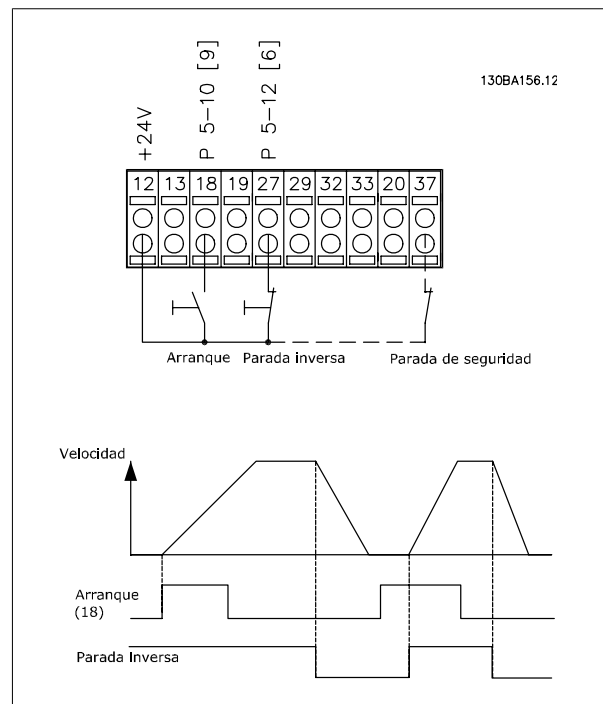 130BA156.12
+24V
P 5-10 [9]
P 5-12 [6]
12 13 18 19 27 29 32 33 20 37
Arranque Parada inversa Parada de seguridad
Velocidad
Arranque
(18)
Parada Inversa